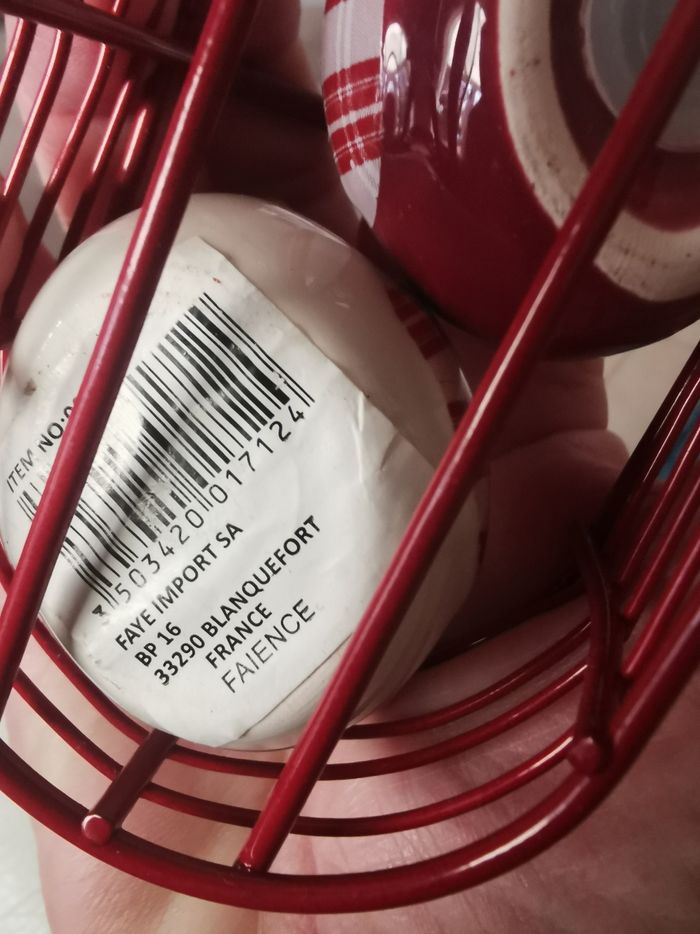 ITEM NO:
3 503420 017124
FAYE IMPORT SA
BP 16
33290 BLANQUEFORT
FRANCE
FAIENCE